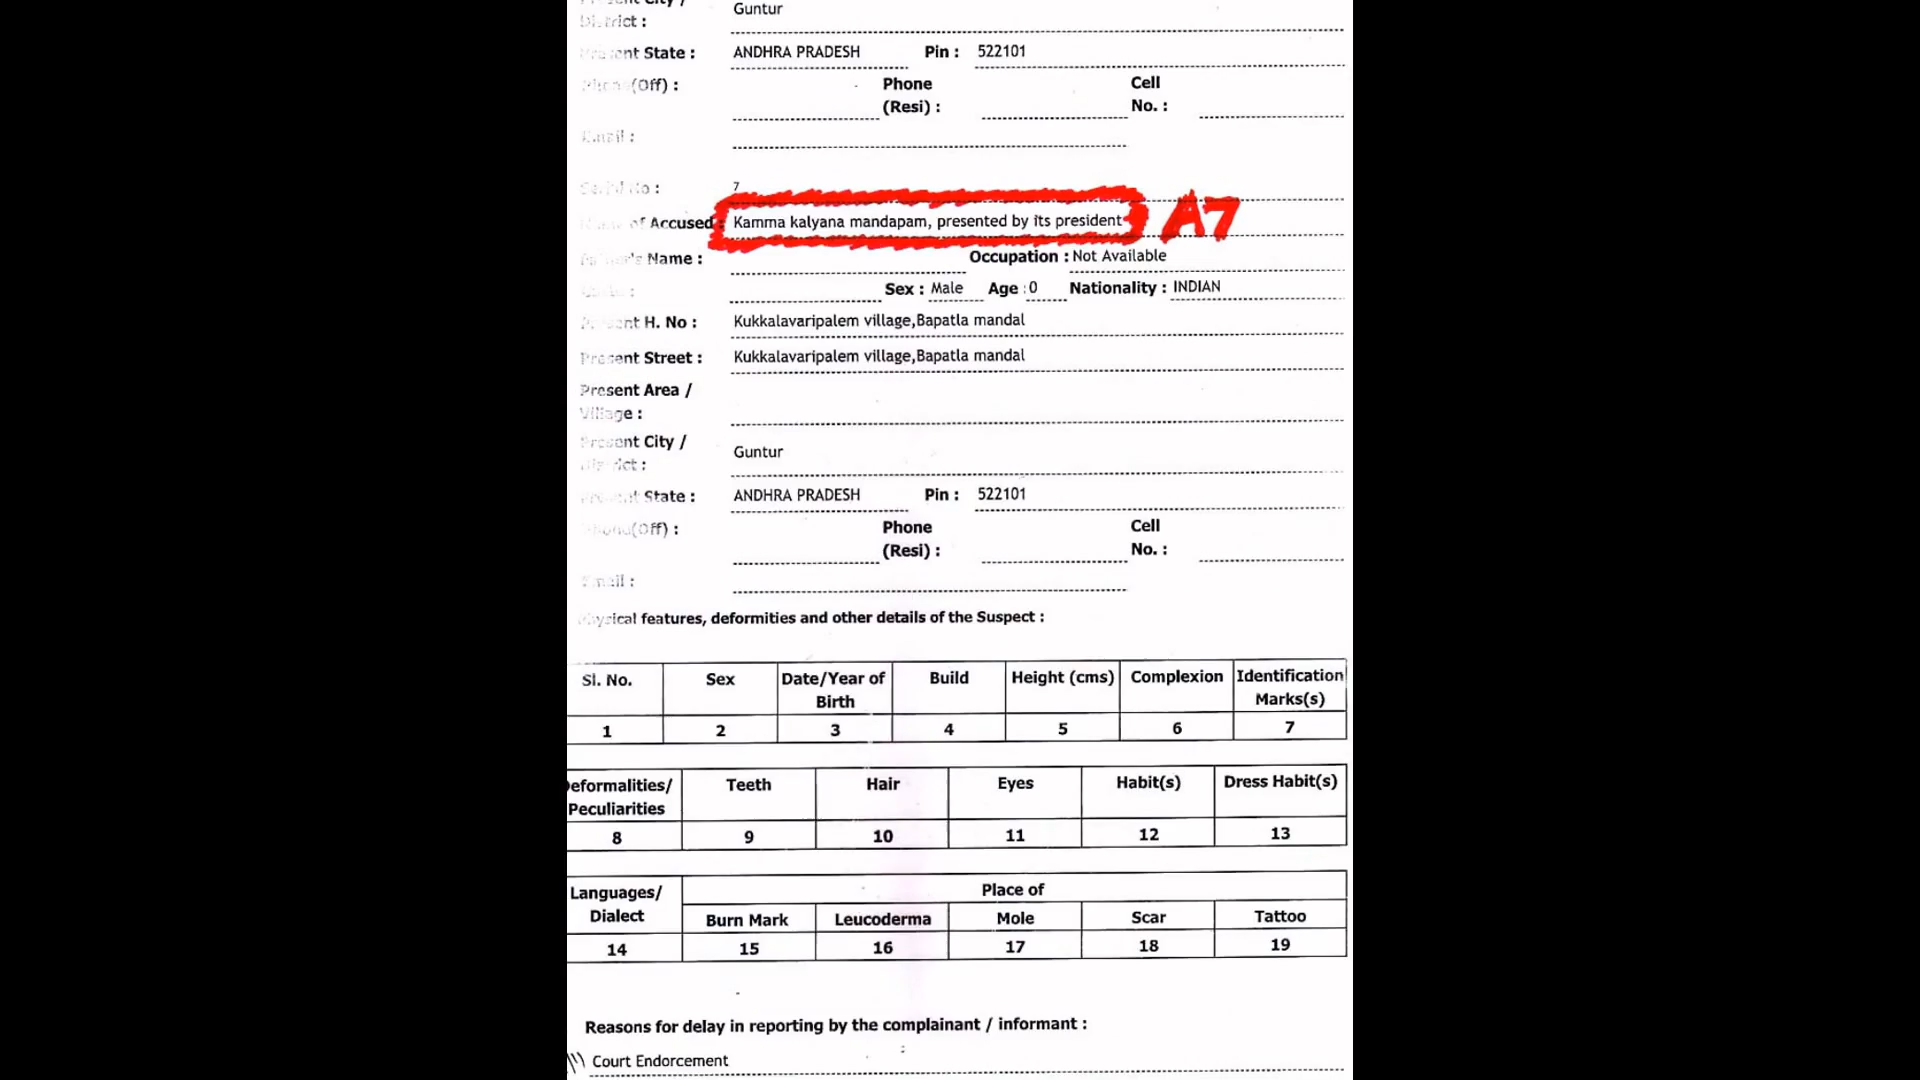 Guntur
District :
Present State : ANDHRA PRADESH Pin : 522101
Phone(Off) : Phone (Resi) : Cell No. :
Email :
Serial No : 7
Name of Accused : Kamma kalyana mandapam, presented by its president A7
Father's Name : Occupation : Not Available
Sex : Male Age : 0 Nationality : INDIAN
Present H. No : Kukkalavaripalem village,Bapatla mandal
Present Street : Kukkalavaripalem village,Bapatla mandal
Present Area / Village :
Present City / District : Guntur
Present State : ANDHRA PRADESH Pin : 522101
Phone(Off) : Phone (Resi) : Cell No. :
Email :
Physical features, deformities and other details of the Suspect :
Sl. No. Sex Date/Year of Birth Build Height (cms) Complexion Identification Marks(s)
1 2 3 4 5 6 7
Deformalities/ Peculiarities Teeth Hair Eyes Habit(s) Dress Habit(s)
8 9 10 11 12 13
Languages/ Dialect Place of
Burn Mark Leucoderma Mole Scar Tattoo
14 15 16 17 18 19
Reasons for delay in reporting by the complainant / informant :
Court Endorsement